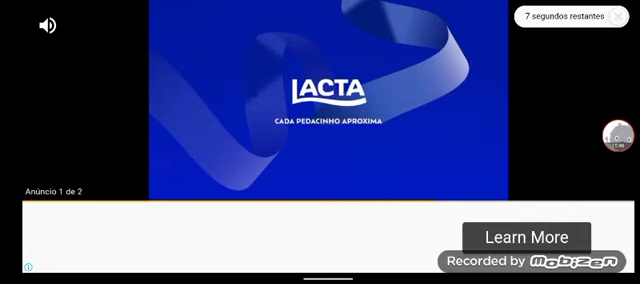 7 segundos restantes
LACTA
CADA PEDACINHO APROXIMA
Anúncio 1 de 2
Learn More
Recorded by mobizen